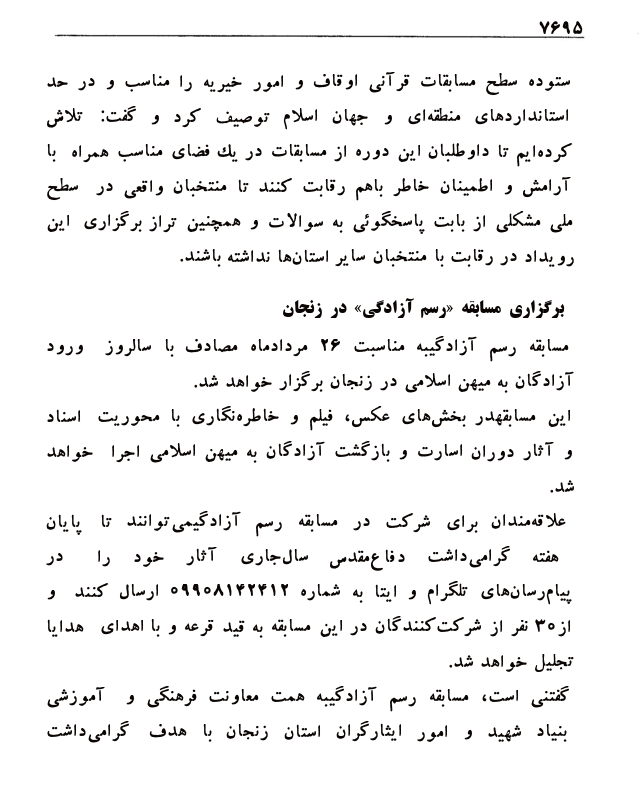 ۷۶۹۵
ستوده سطح مسابقات قرآنی اوقاف و امور خیریه را مناسب و در حد
استانداردهای منطقه‌ای و جهان اسلام توصیف کرد و گفت: تلاش
کرده‌ایم تا داوطلبان این دوره از مسابقات در یك فضای مناسب همراه با
آرامش و اطمینان خاطر باهم رقابت کنند تا منتخبان واقعی در سطح
ملی مشکلی از بابت پاسخگوئی به سوالات و همچنین تراز برگزاری این
رویداد در رقابت با منتخبان سایر استان‌ها نداشته باشند.
برگزاری مسابقه «رسم آزادگی» در زنجان
مسابقه رسم آزادگیبه مناسبت ۲۶ مردادماه مصادف با سالروز ورود
آزادگان به میهن اسلامی در زنجان برگزار خواهد شد.
این مسابقهدر بخش‌های عکس، فیلم و خاطره‌نگاری با محوریت اسناد
و آثار دوران اسارت و بازگشت آزادگان به میهن اسلامی اجرا خواهد
شد.
علاقه‌مندان برای شرکت در مسابقه رسم آزادگیمی‌توانند تا پایان
هفته گرامی‌داشت دفاع‌مقدس سال‌جاری آثار خود را در
پیام‌رسان‌های تلگرام و ایتا به شماره ۰۹۹۰۸۱۴۲۴۱۲ ارسال کنند و
از۳۰ نفر از شرکت‌کنندگان در این مسابقه به قید قرعه و با اهدای هدایا
تجلیل خواهد شد.
گفتنی است، مسابقه رسم آزادگیبه همت معاونت فرهنگی و آموزشی
بنیاد شهید و امور ایثارگران استان زنجان با هدف گرامی‌داشت